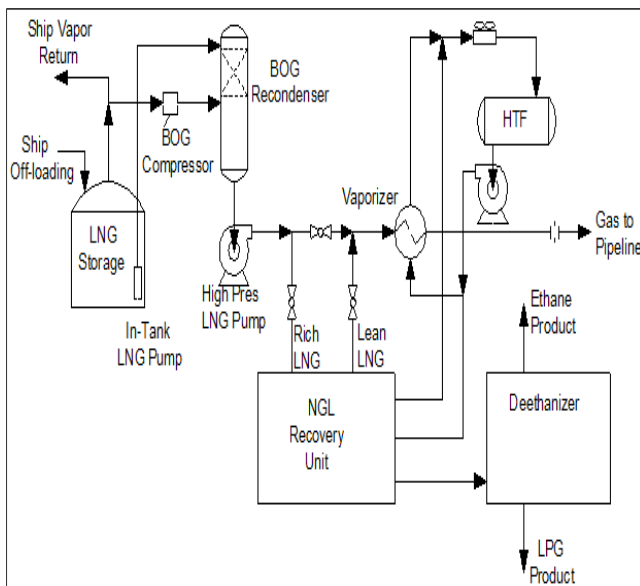 Ship Vapor
Return
BOG
Recondenser
HTF
Ship
Off-loading
BOG
Compressor
Vaporizer
Gas to
Pipeline
LNG
Storage
In-Tank
LNG Pump
High Pres
LNG Pump
Rich
LNG
Lean
LNG
Ethane
Product
NGL
Recovery
Unit
Deethanizer
LPG
Product